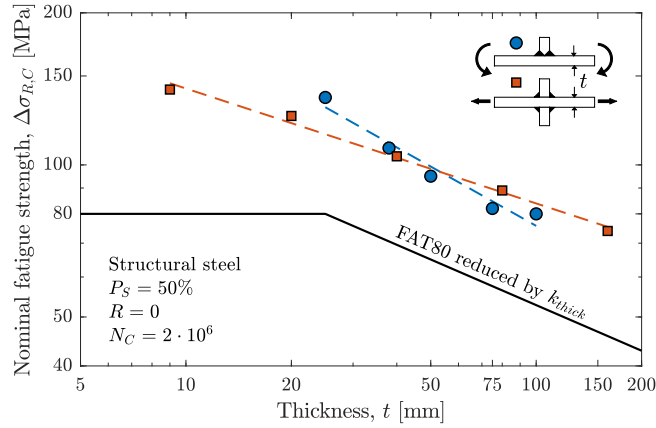 200
150
100
80
50
40
Nominal fatigue strength, Δσ_{R,C} [MPa]
t
FAT80 reduced by k_{thick}
Structural steel
P_S = 50%
R = 0
N_C = 2 · 10^6
5 10 20 50 75 100 150 200
Thickness, t [mm]